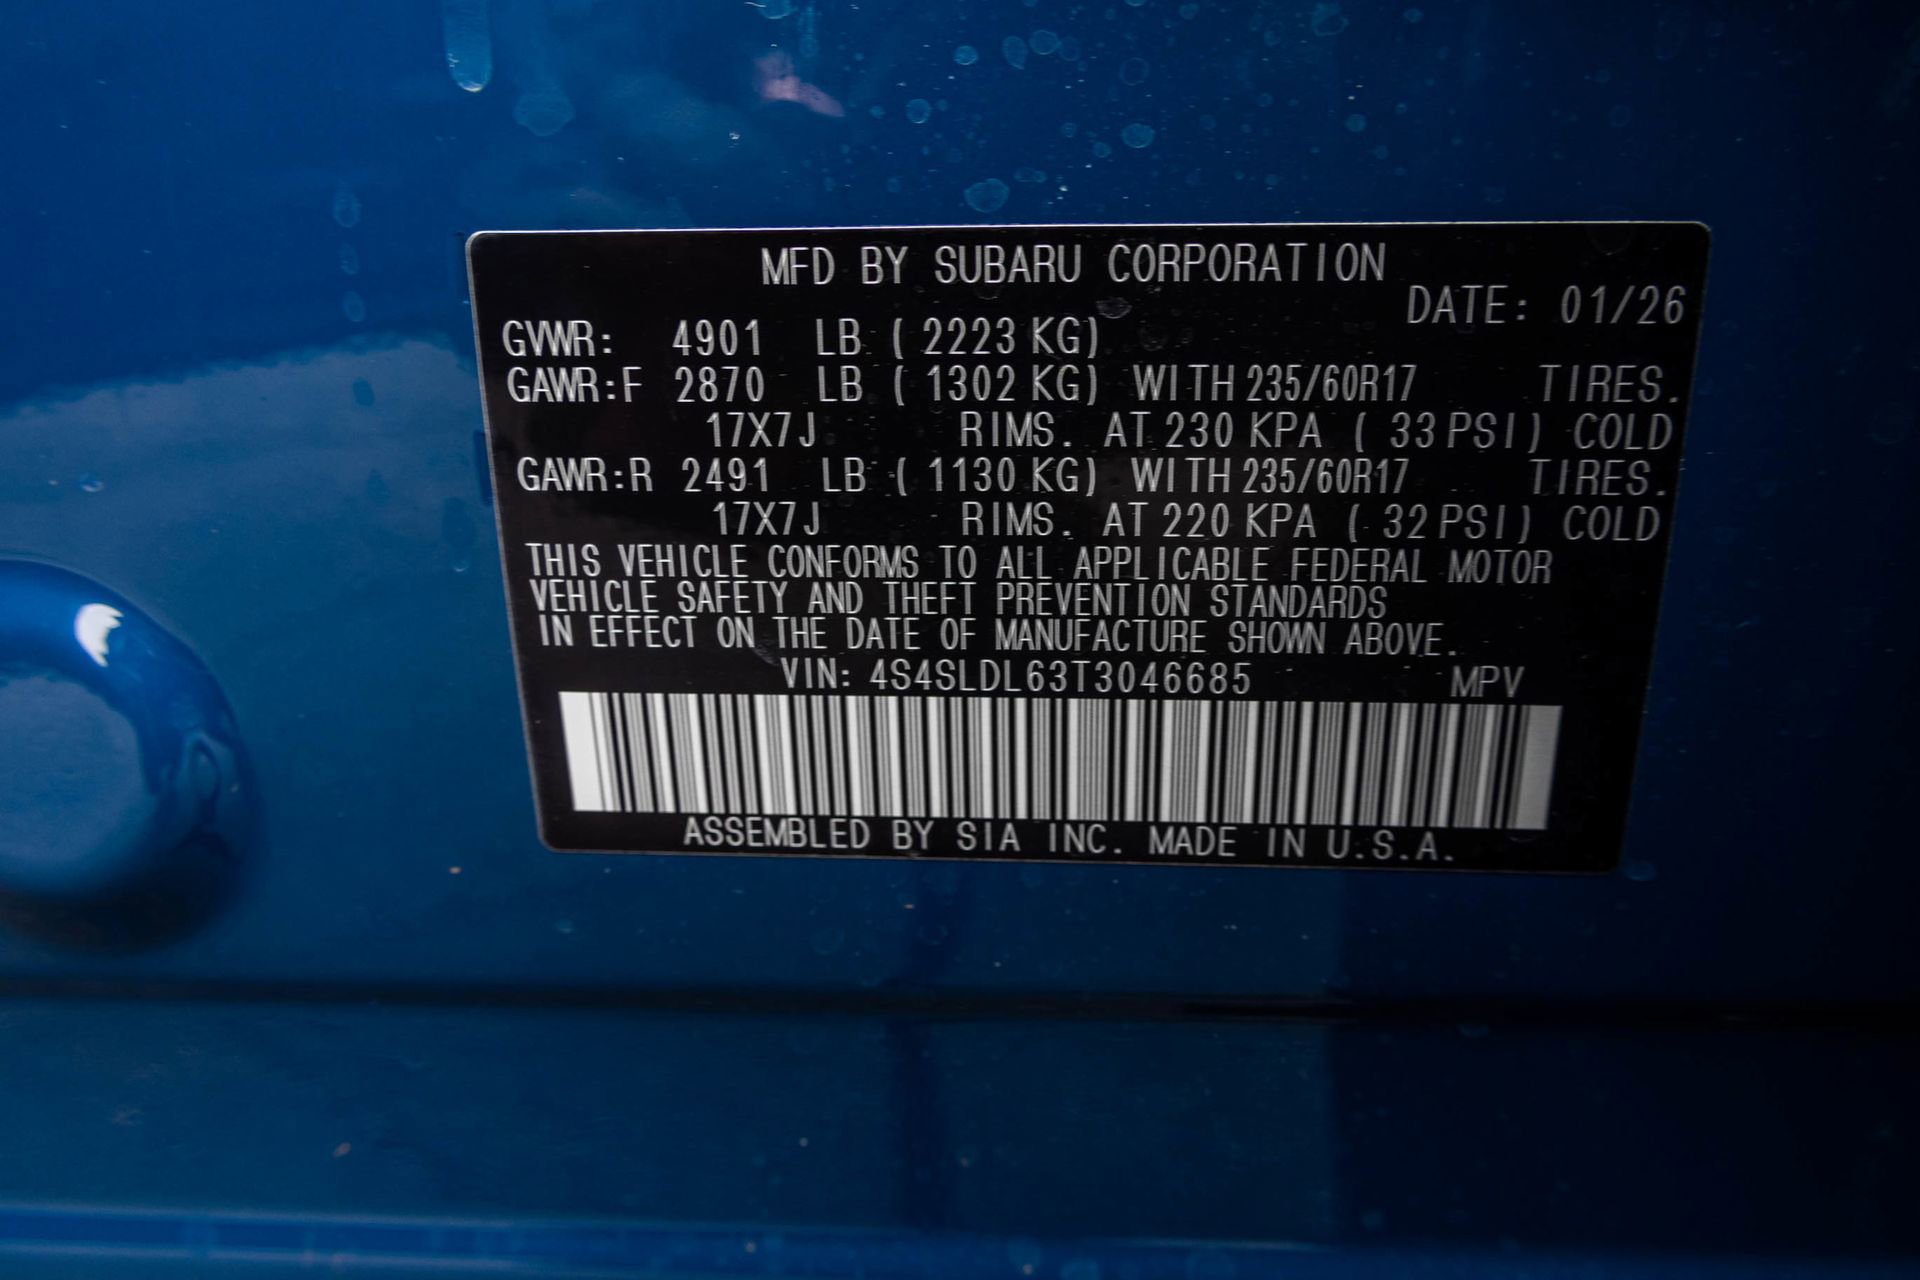 MFD BY SUBARU CORPORATION
DATE: 01/26
GVWR: 4901 LB (2223 KG)
GAWR:F 2870 LB (1302 KG) WITH 235/60R17 TIRES.
17X7J RIMS. AT 230 KPA (33 PSI) COLD
GAWR:R 2491 LB (1130 KG) WITH 235/60R17 TIRES.
17X7J RIMS. AT 220 KPA (32 PSI) COLD
THIS VEHICLE CONFORMS TO ALL APPLICABLE FEDERAL MOTOR
VEHICLE SAFETY AND THEFT PREVENTION STANDARDS
IN EFFECT ON THE DATE OF MANUFACTURE SHOWN ABOVE.
VIN: 4S4SLDL63T3046685 MPV
ASSEMBLED BY SIA INC. MADE IN U.S.A.